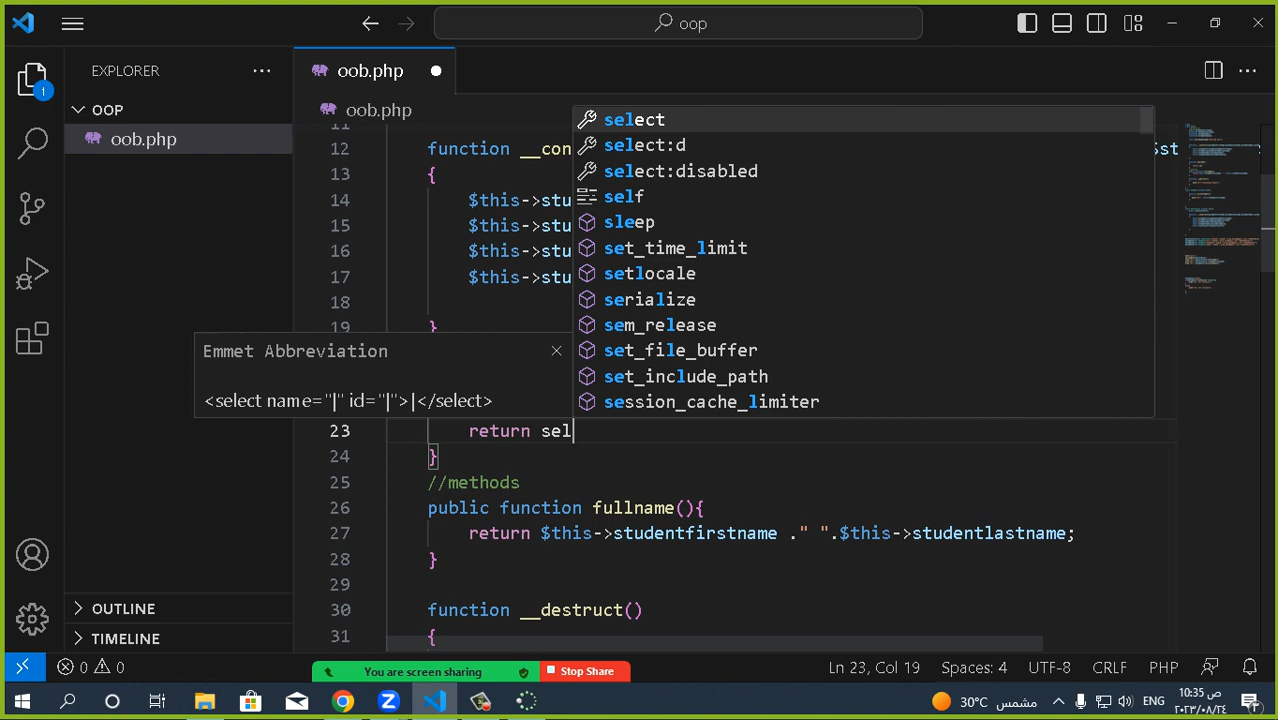 oop
EXPLORER ...
oob.php
OOP
oob.php
1
oob.php
11
12 function __con
13 {
14 $this->stu
15 $this->stu
16 $this->stu
17 $this->stu
18
19 }
select
select:d
select:disabled
self
sleep
set_time_limit
setlocale
serialize
sem_release
set_file_buffer
set_include_path
session_cache_limiter
Emmet Abbreviation
<select name="|" id="|">|</select>
23 return sel
24 }
25 //methods
26 public function fullname(){
27 return $this->studentfirstname ." ".$this->studentlastname;
28 }
29
30 function __destruct()
31 {
OUTLINE
TIMELINE
0 0
Ln 23, Col 19 Spaces: 4 UTF-8 CRLF PHP
You are screen sharing Stop Share
30°C مشمس
ENG
10:35 ص
٢٠٢٣/٠٨/٢٤